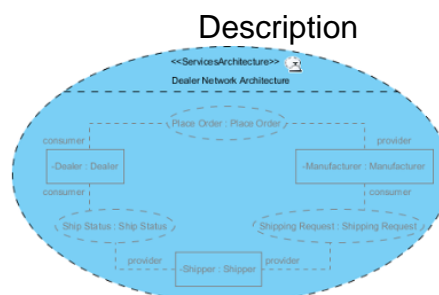 Description
<<ServicesArchitecture>>
Dealer Network Architecture
Place Order : Place Order
consumer
provider
-Dealer : Dealer
-Manufacturer : Manufacturer
consumer
consumer
Ship Status : Ship Status
Shipping Request : Shipping Request
provider
provider
-Shipper : Shipper